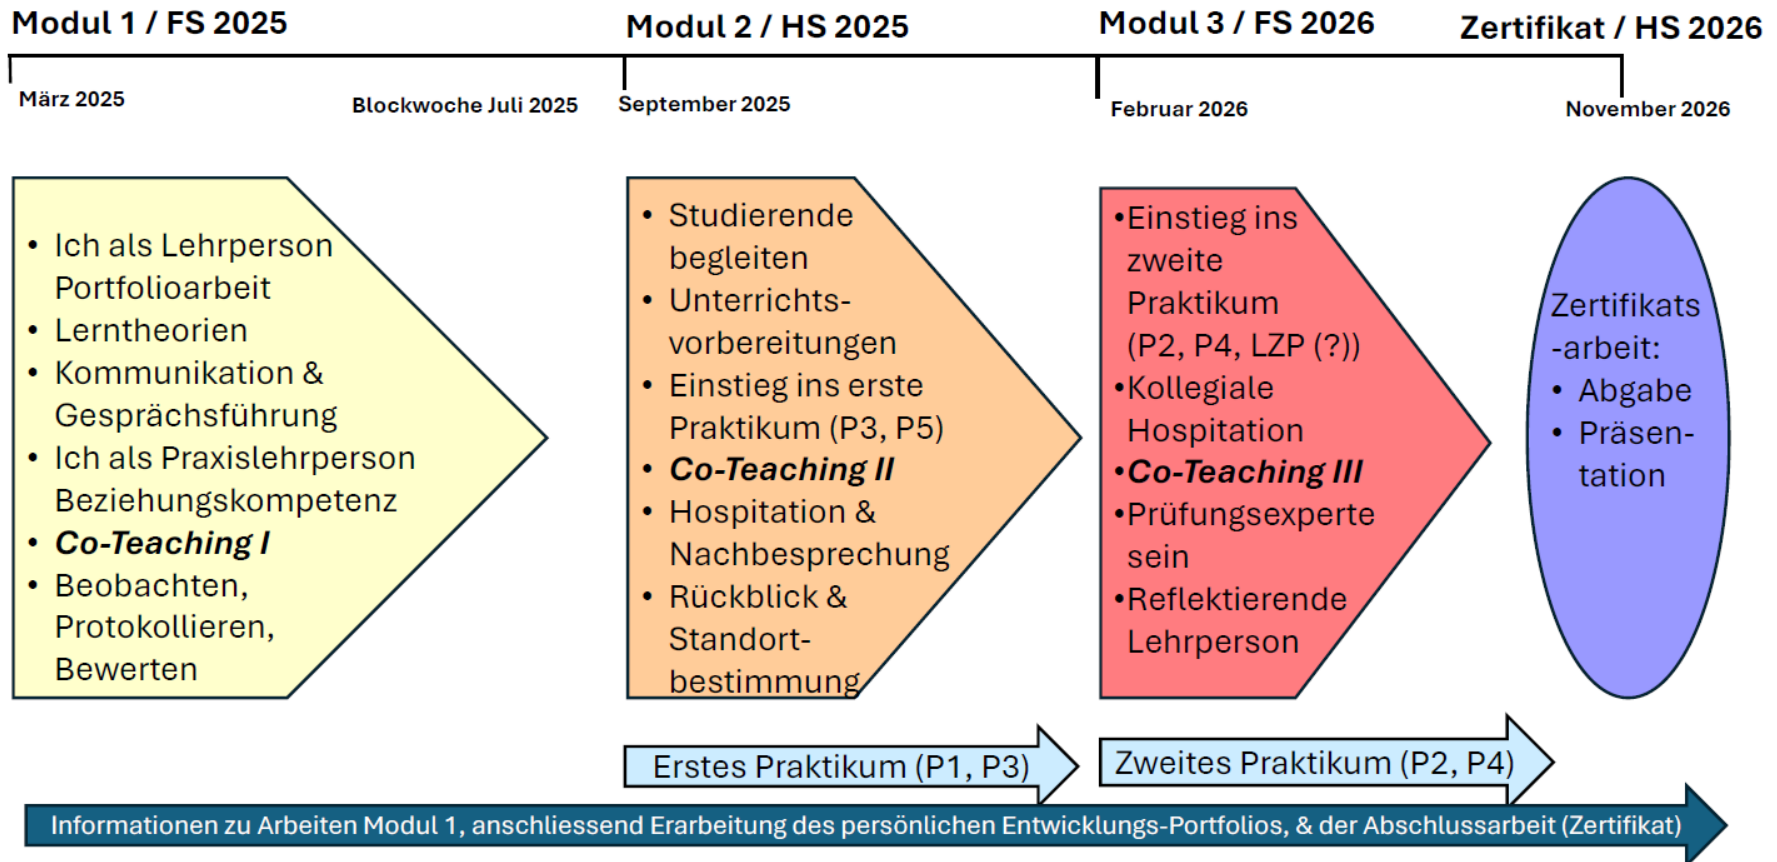 Modul 1 / FS 2025
Modul 2 / HS 2025
Modul 3 / FS 2026
Zertifikat / HS 2026
März 2025
Blockwoche Juli 2025
September 2025
Februar 2026
November 2026
• Ich als Lehrperson
Portfolioarbeit
• Lerntheorien
• Kommunikation &
Gesprächsführung
• Ich als Praxislehrperson
Beziehungskompetenz
• Co-Teaching I
• Beobachten,
Protokollieren,
Bewerten
• Studierende
begleiten
• Unterrichts-
vorbereitungen
• Einstieg ins erste
Praktikum (P3, P5)
• Co-Teaching II
• Hospitation &
Nachbesprechung
• Rückblick &
Standort-
bestimmung
•Einstieg ins
zweite
Praktikum
(P2, P4, LZP (?))
•Kollegiale
Hospitation
•Co-Teaching III
•Prüfungsexperte
sein
•Reflektierende
Lehrperson
Zertifikats
-arbeit:
• Abgabe
• Präsen-
tation
Erstes Praktikum (P1, P3)
Zweites Praktikum (P2, P4)
Informationen zu Arbeiten Modul 1, anschliessend Erarbeitung des persönlichen Entwicklungs-Portfolios, & der Abschlussarbeit (Zertifikat)